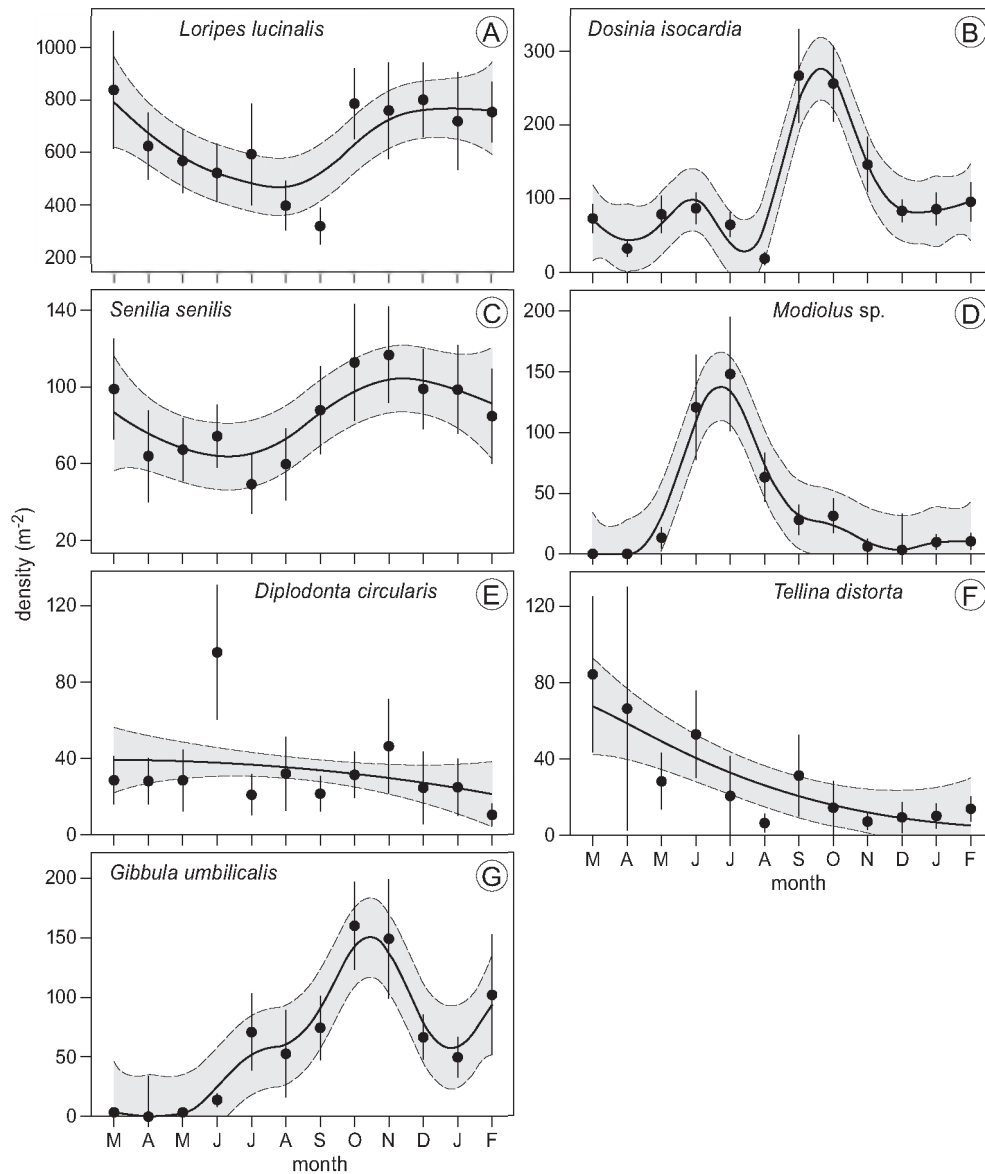 Loripes lucinalis A
1000
800
600
400
200
Dosinia isocardia B
300
200
100
0
Senilia senilis C
140
100
60
20
Modiolus sp. D
200
150
100
50
0
density (m-2)
Diplodonta circularis E
120
80
40
0
Tellina distorta F
120
80
40
0
M A M J J A S O N D J F
month
Gibbula umbilicalis G
200
150
100
50
0
M A M J J A S O N D J F
month